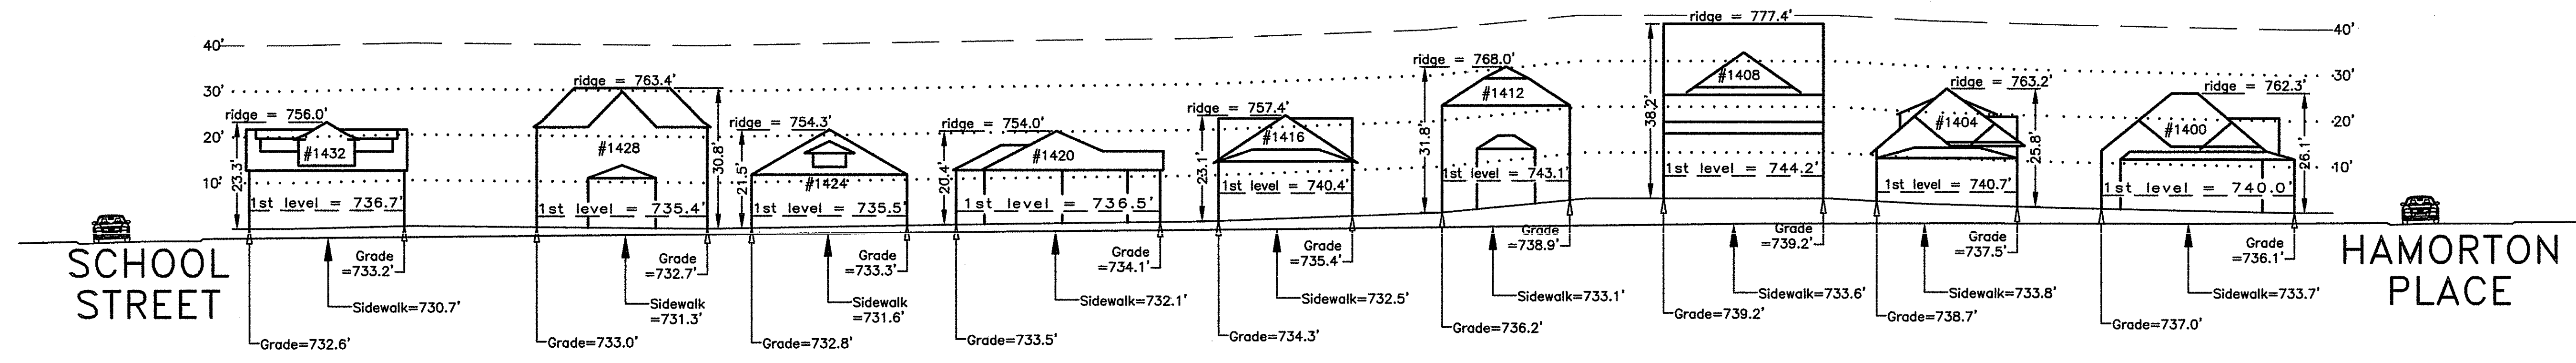 40'
30'
20'
10'
SCHOOL
STREET
ridge = 756.0'
23.3'
#1432
1st level = 736.7'
Grade
=733.2'
Sidewalk=730.7'
Grade=732.6'
ridge = 763.4'
#1428
30.8'
1st level = 735.4'
Grade
=732.7'
Sidewalk
=731.3'
Grade=733.0'
ridge = 754.3'
21.5'
#1424
1st level = 735.5'
Grade
=733.3'
Sidewalk
=731.6'
Grade=732.8'
ridge = 754.0'
20.4'
#1420
1st level = 736.5'
Grade
=734.1'
Sidewalk=732.1'
Grade=733.5'
ridge = 757.4'
23.1'
#1416
1st level = 740.4'
Grade
=735.4'
Sidewalk=732.5'
Grade=734.3'
ridge = 768.0'
31.8'
#1412
1st level = 743.1'
Grade
=738.9'
Sidewalk=733.1'
Grade=736.2'
ridge = 777.4'
38.2'
#1408
1st level = 744.2'
Grade
=739.2'
Sidewalk=733.6'
Grade=739.2'
ridge = 763.2'
#1404
25.8'
1st level = 740.7'
Grade
=737.5'
Sidewalk=733.8'
Grade=738.7'
ridge = 762.3'
#1400
26.1'
1st level = 740.0'
Grade
=736.1'
Sidewalk=733.7'
Grade=737.0'
40'
30'
20'
10'
HAMORTON
PLACE